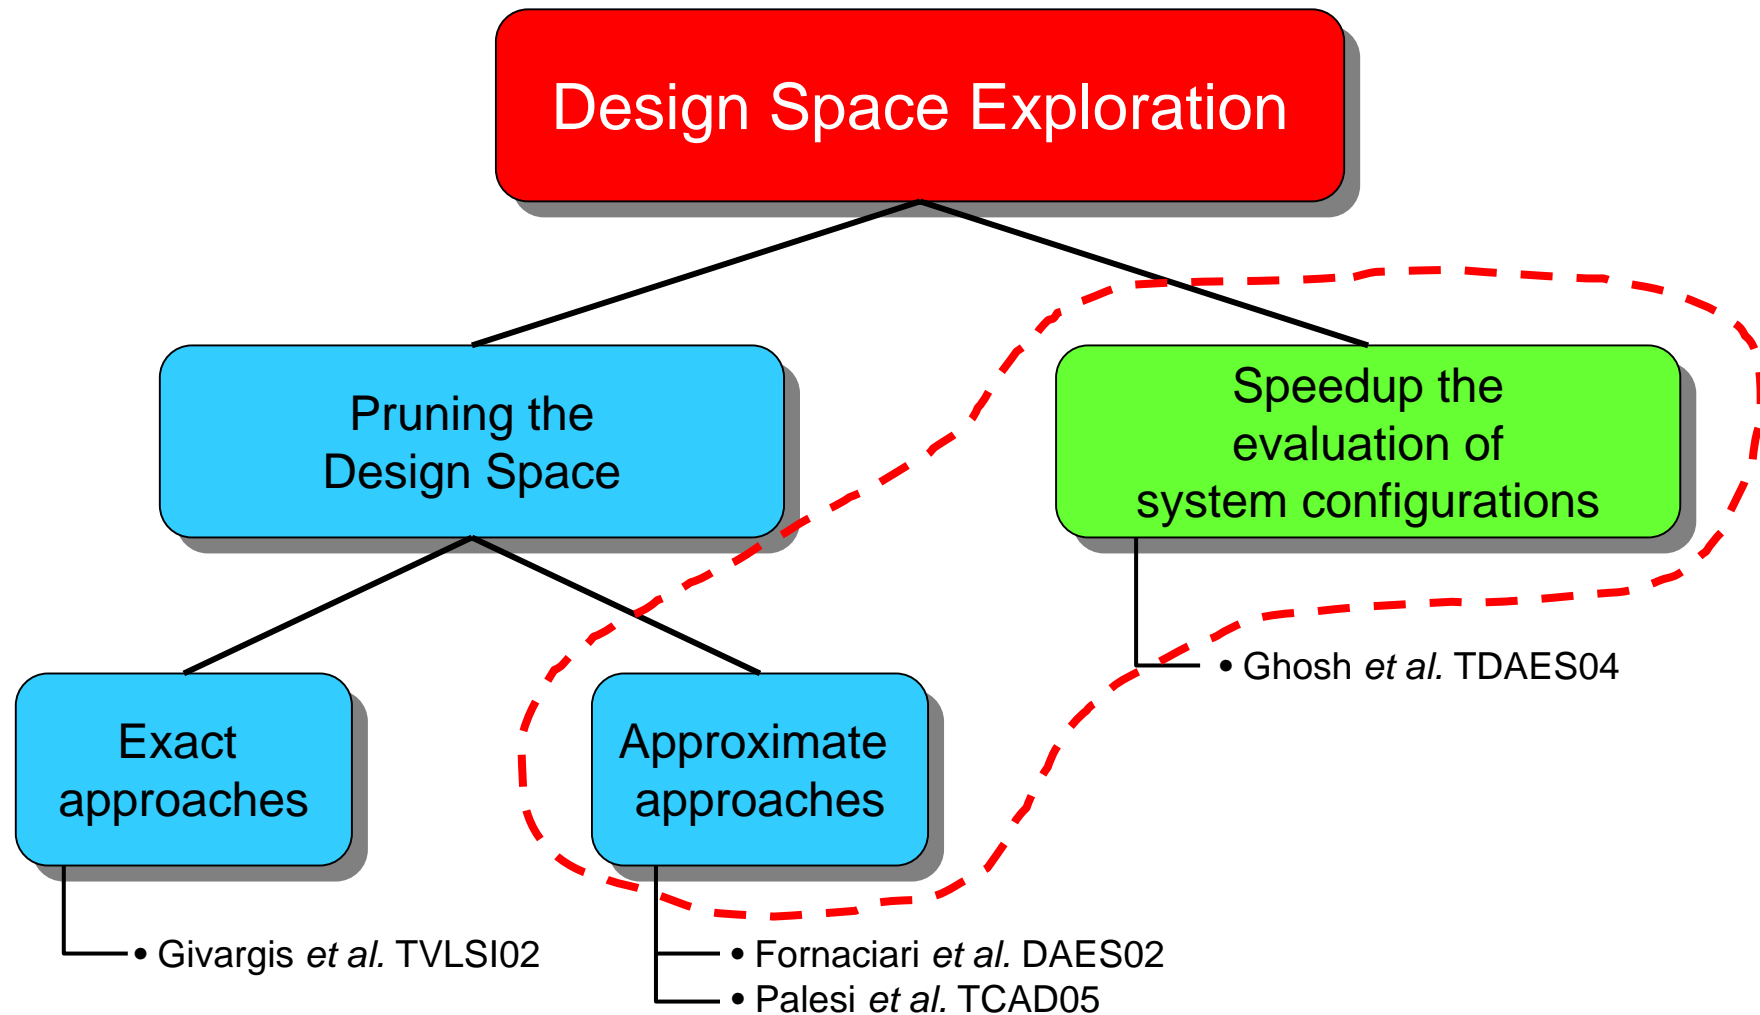 Design Space Exploration
Pruning the
Design Space
Speedup the
evaluation of
system configurations
Exact
approaches
Approximate
approaches
• Ghosh et al. TDAES04
• Givargis et al. TVLSI02
• Fornaciari et al. DAES02
• Palesi et al. TCAD05